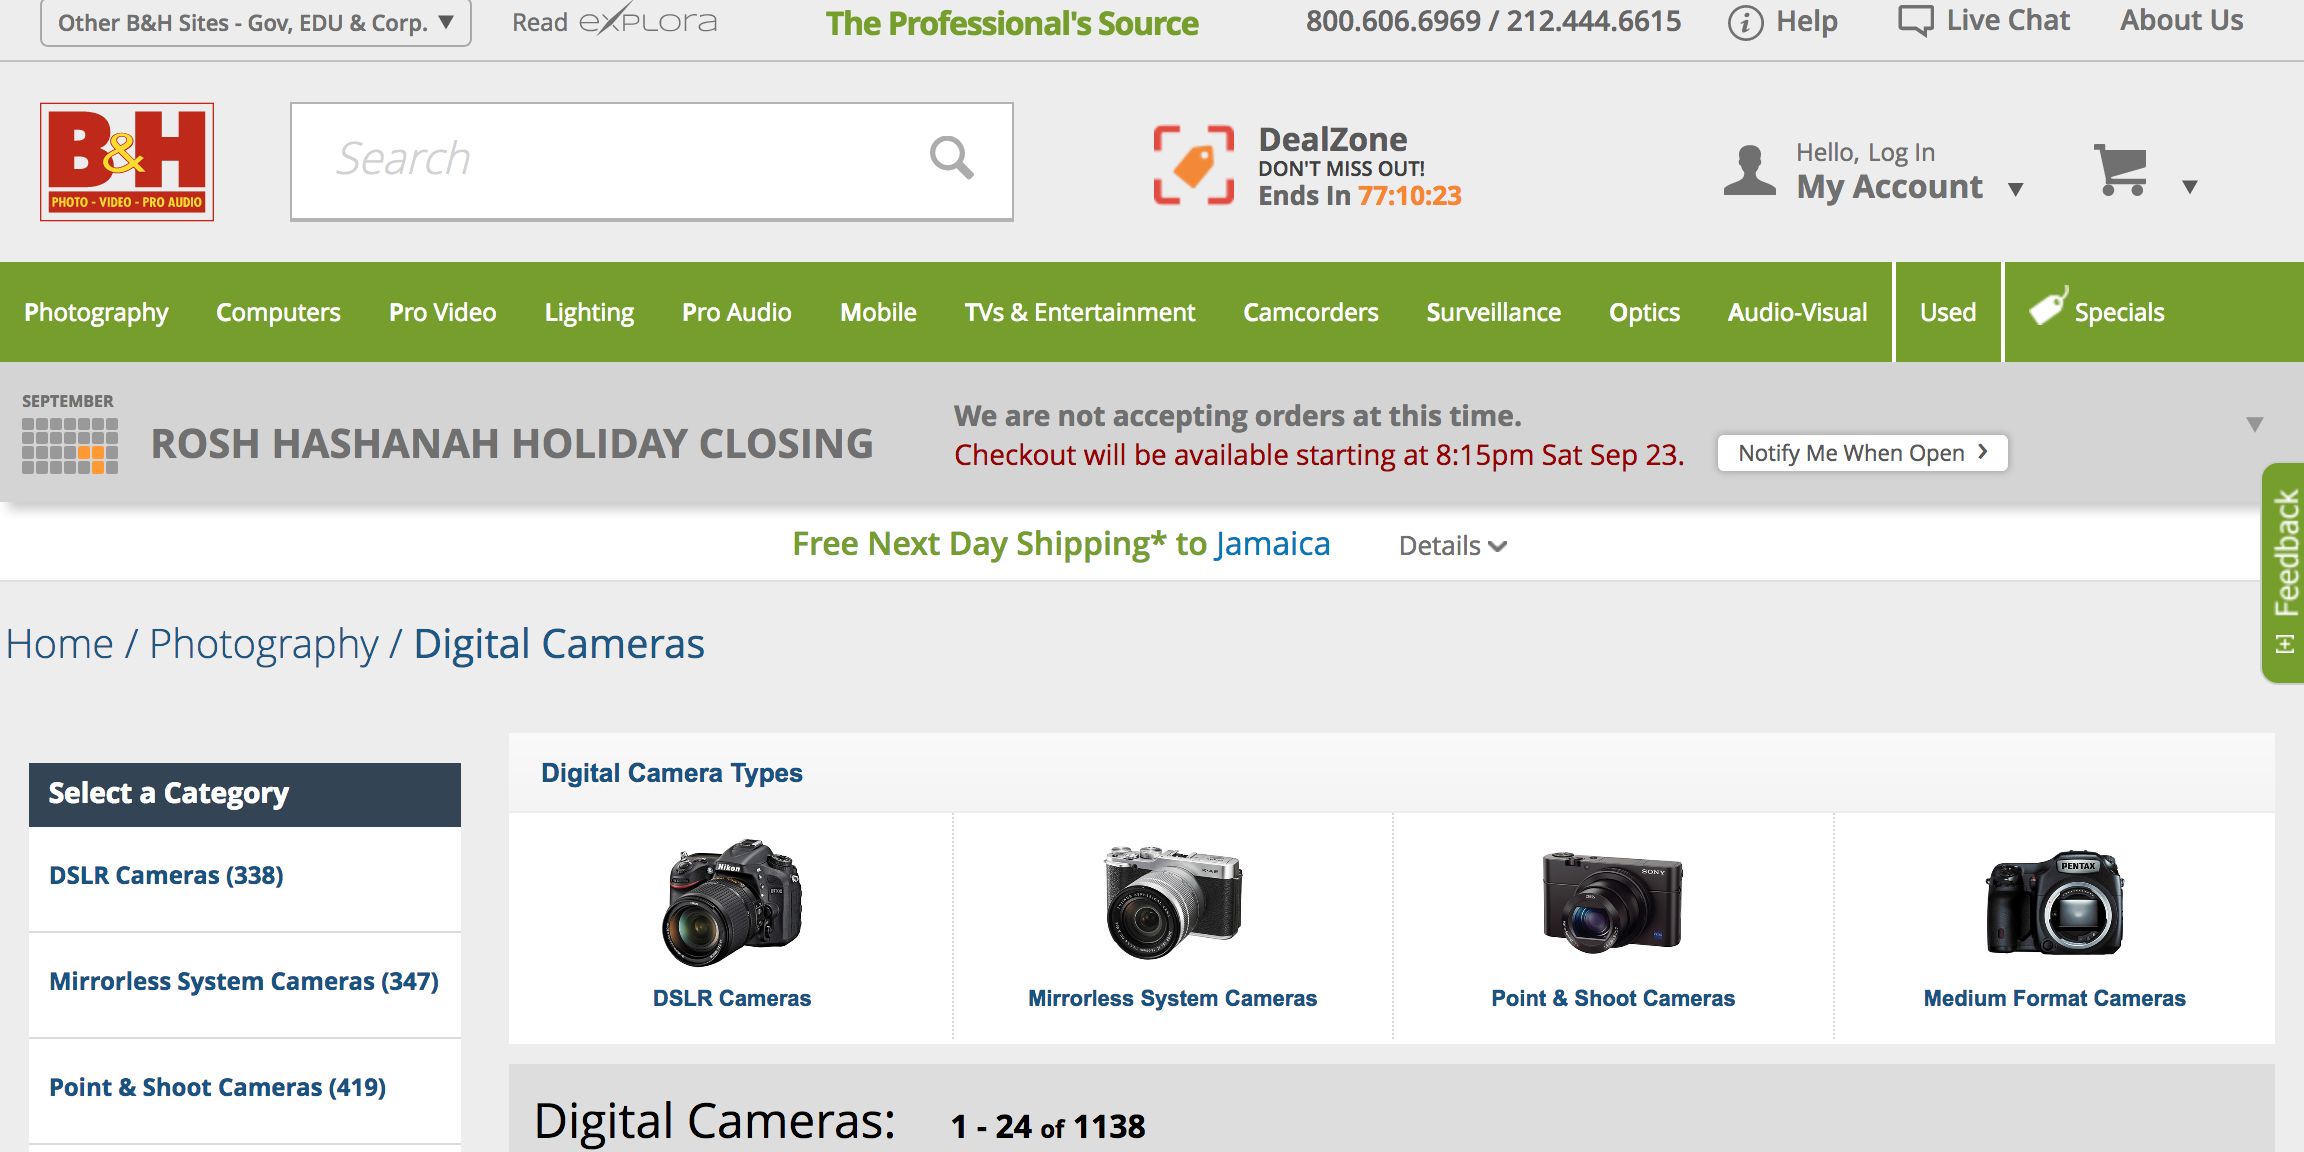 Other B&H Sites - Gov, EDU & Corp. ▼
Read explora
The Professional's Source
800.606.6969 / 212.444.6615
Help
Live Chat
About Us
B&H
PHOTO - VIDEO - PRO AUDIO
Search
DealZone
DON'T MISS OUT!
Ends In 77:10:23
Hello, Log In
My Account ▼
Photography Computers Pro Video Lighting Pro Audio Mobile TVs & Entertainment Camcorders Surveillance Optics Audio-Visual Used Specials
SEPTEMBER
ROSH HASHANAH HOLIDAY CLOSING
We are not accepting orders at this time.
Checkout will be available starting at 8:15pm Sat Sep 23.
Notify Me When Open
Free Next Day Shipping* to Jamaica Details
[+] Feedback
Home / Photography / Digital Cameras
Select a Category
DSLR Cameras (338)
Mirrorless System Cameras (347)
Point & Shoot Cameras (419)
Digital Camera Types
Nikon
SONY
PENTAX
DSLR Cameras
Mirrorless System Cameras
Point & Shoot Cameras
Medium Format Cameras
Digital Cameras: 1 - 24 of 1138